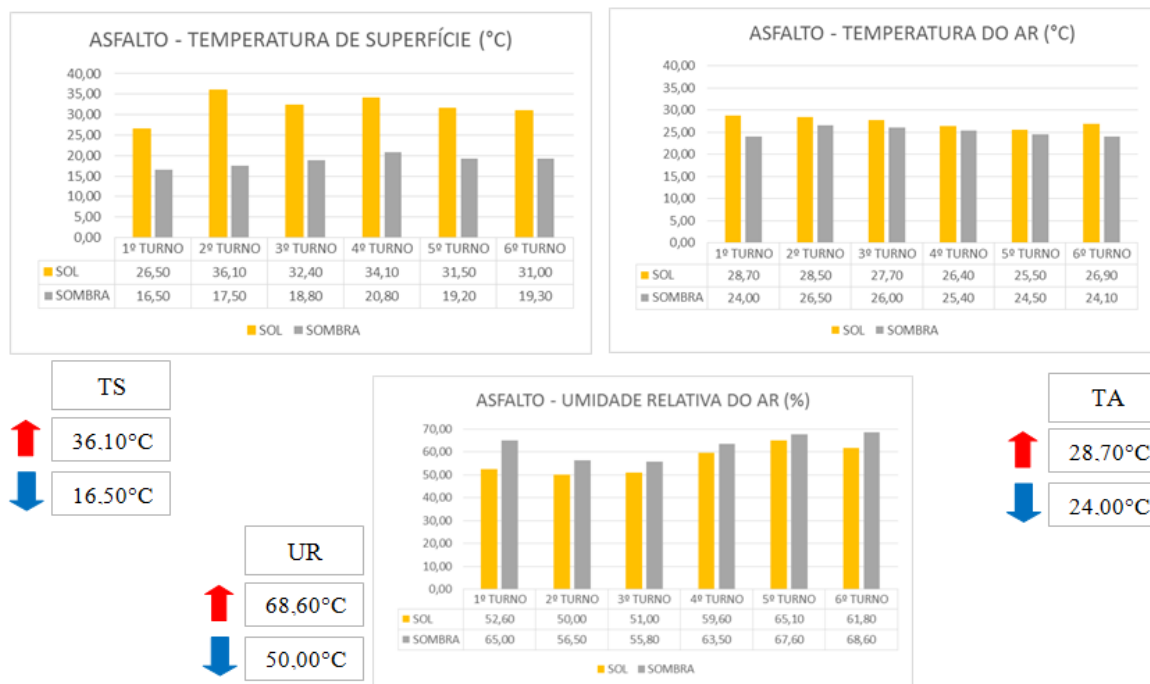 ASFALTO - TEMPERATURA DE SUPERFÍCIE (°C)
40,00
35,00
30,00
25,00
20,00
15,00
10,00
5,00
0,00
1º TURNO 2º TURNO 3º TURNO 4º TURNO 5º TURNO 6º TURNO
SOL 26,50 36,10 32,40 34,10 31,50 31,00
SOMBRA 16,50 17,50 18,80 20,80 19,20 19,30
SOL SOMBRA
ASFALTO - TEMPERATURA DO AR (°C)
40,00
35,00
30,00
25,00
20,00
15,00
10,00
5,00
0,00
1º TURNO 2º TURNO 3º TURNO 4º TURNO 5º TURNO 6º TURNO
SOL 28,70 28,50 27,70 26,40 25,50 26,90
SOMBRA 24,00 26,50 26,00 25,40 24,50 24,10
SOL SOMBRA
TS
36.10°C
16.50°C
UR
68.60°C
50.00°C
ASFALTO - UMIDADE RELATIVA DO AR (%)
70,00
60,00
50,00
40,00
30,00
20,00
10,00
0,00
1º TURNO 2º TURNO 3º TURNO 4º TURNO 5º TURNO 6º TURNO
SOL 52,60 50,00 51,00 59,60 65,10 61,80
SOMBRA 65,00 56,50 55,80 63,50 67,60 68,60
SOL SOMBRA
TA
28.70°C
24.00°C